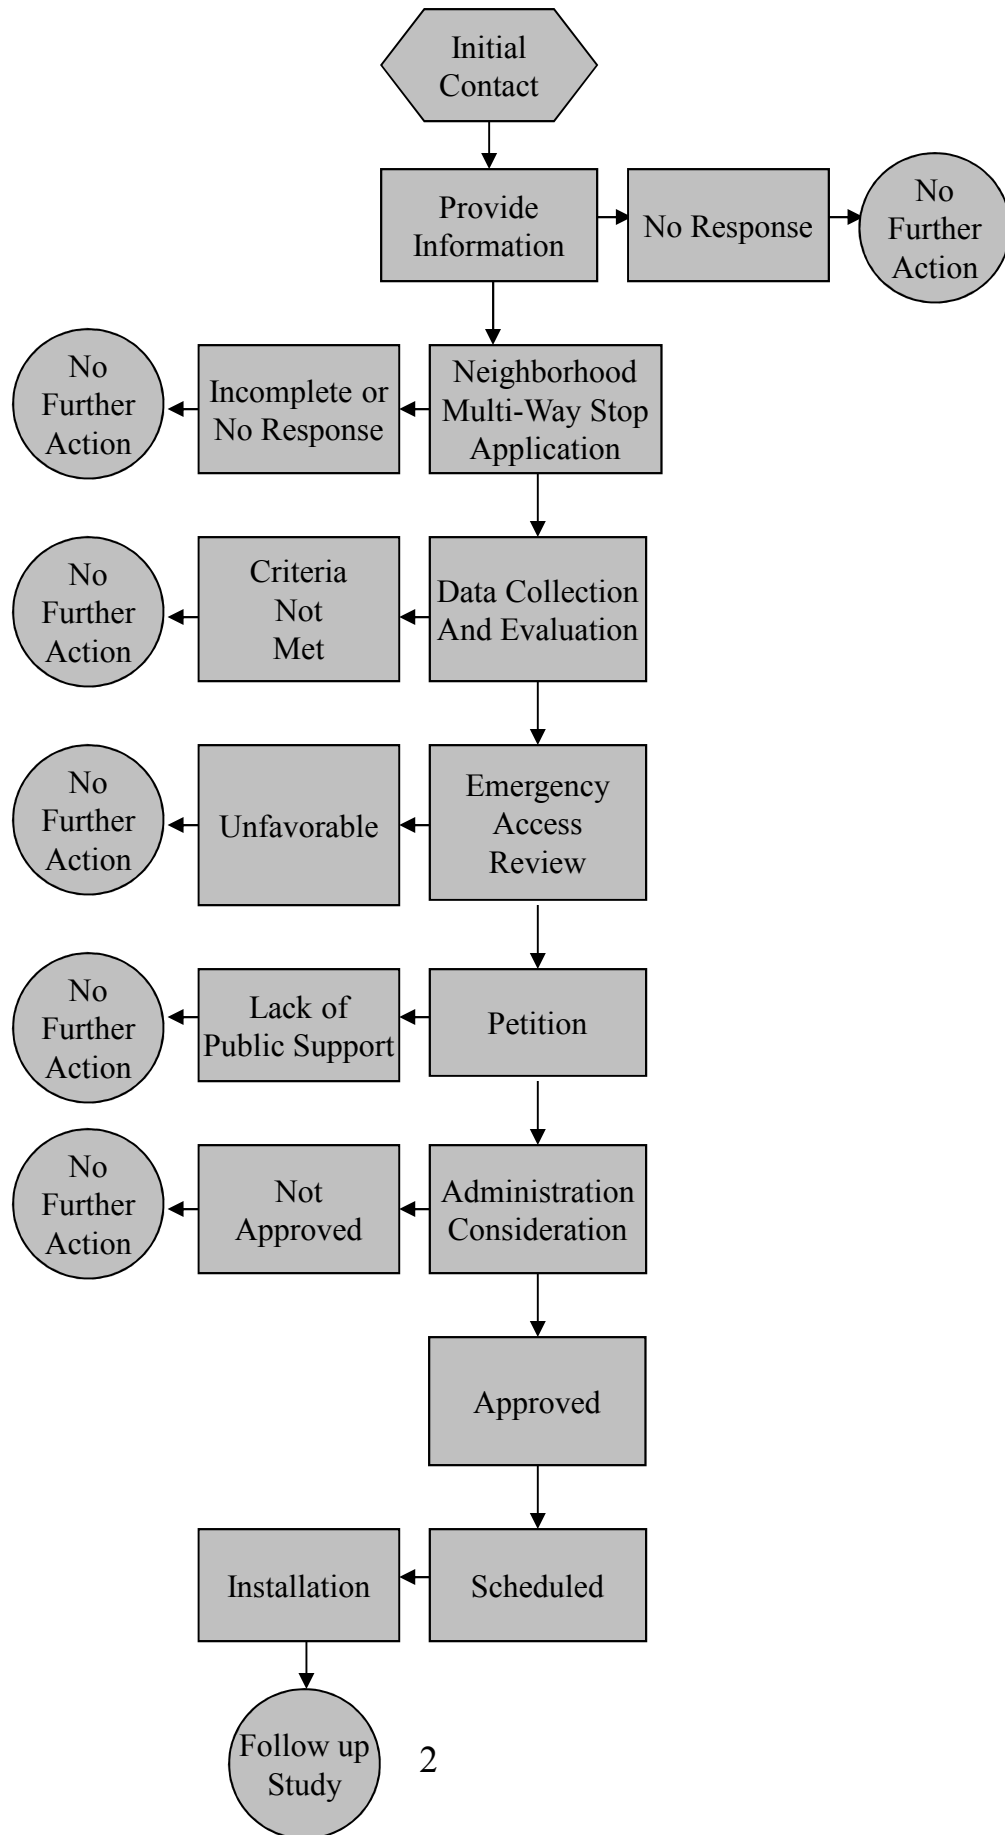 Initial
Contact
Provide
Information
No Response
No
Further
Action
No
Further
Action
Incomplete or
No Response
Neighborhood
Multi-Way Stop
Application
No
Further
Action
Criteria
Not
Met
Data Collection
And Evaluation
No
Further
Action
Unfavorable
Emergency
Access
Review
No
Further
Action
Lack of
Public Support
Petition
No
Further
Action
Not
Approved
Administration
Consideration
Approved
Installation
Scheduled
Follow up
Study
2